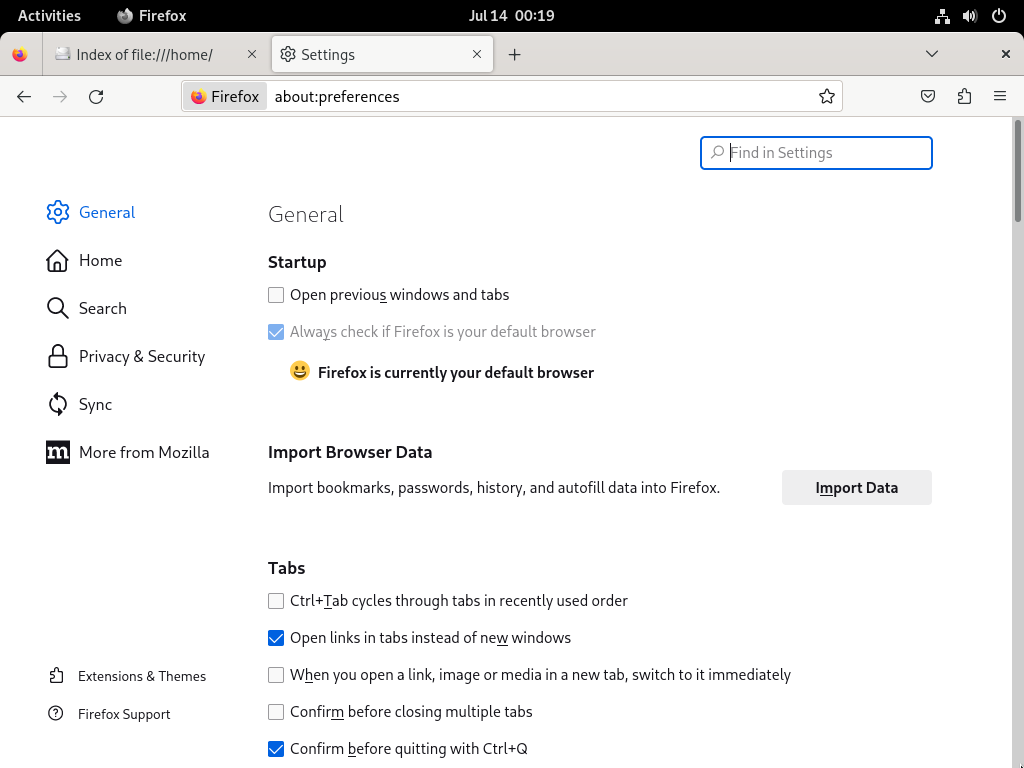 Activities Firefox Jul 14 00:19
Index of file:///home/ Settings
Firefox about:preferences
Find in Settings
General
Home
Search
Privacy & Security
Sync
m More from Mozilla
Extensions & Themes
Firefox Support
General
Startup
Open previous windows and tabs
Always check if Firefox is your default browser
Firefox is currently your default browser
Import Browser Data
Import bookmarks, passwords, history, and autofill data into Firefox.
Import Data
Tabs
Ctrl+Tab cycles through tabs in recently used order
Open links in tabs instead of new windows
When you open a link, image or media in a new tab, switch to it immediately
Confirm before closing multiple tabs
Confirm before quitting with Ctrl+Q